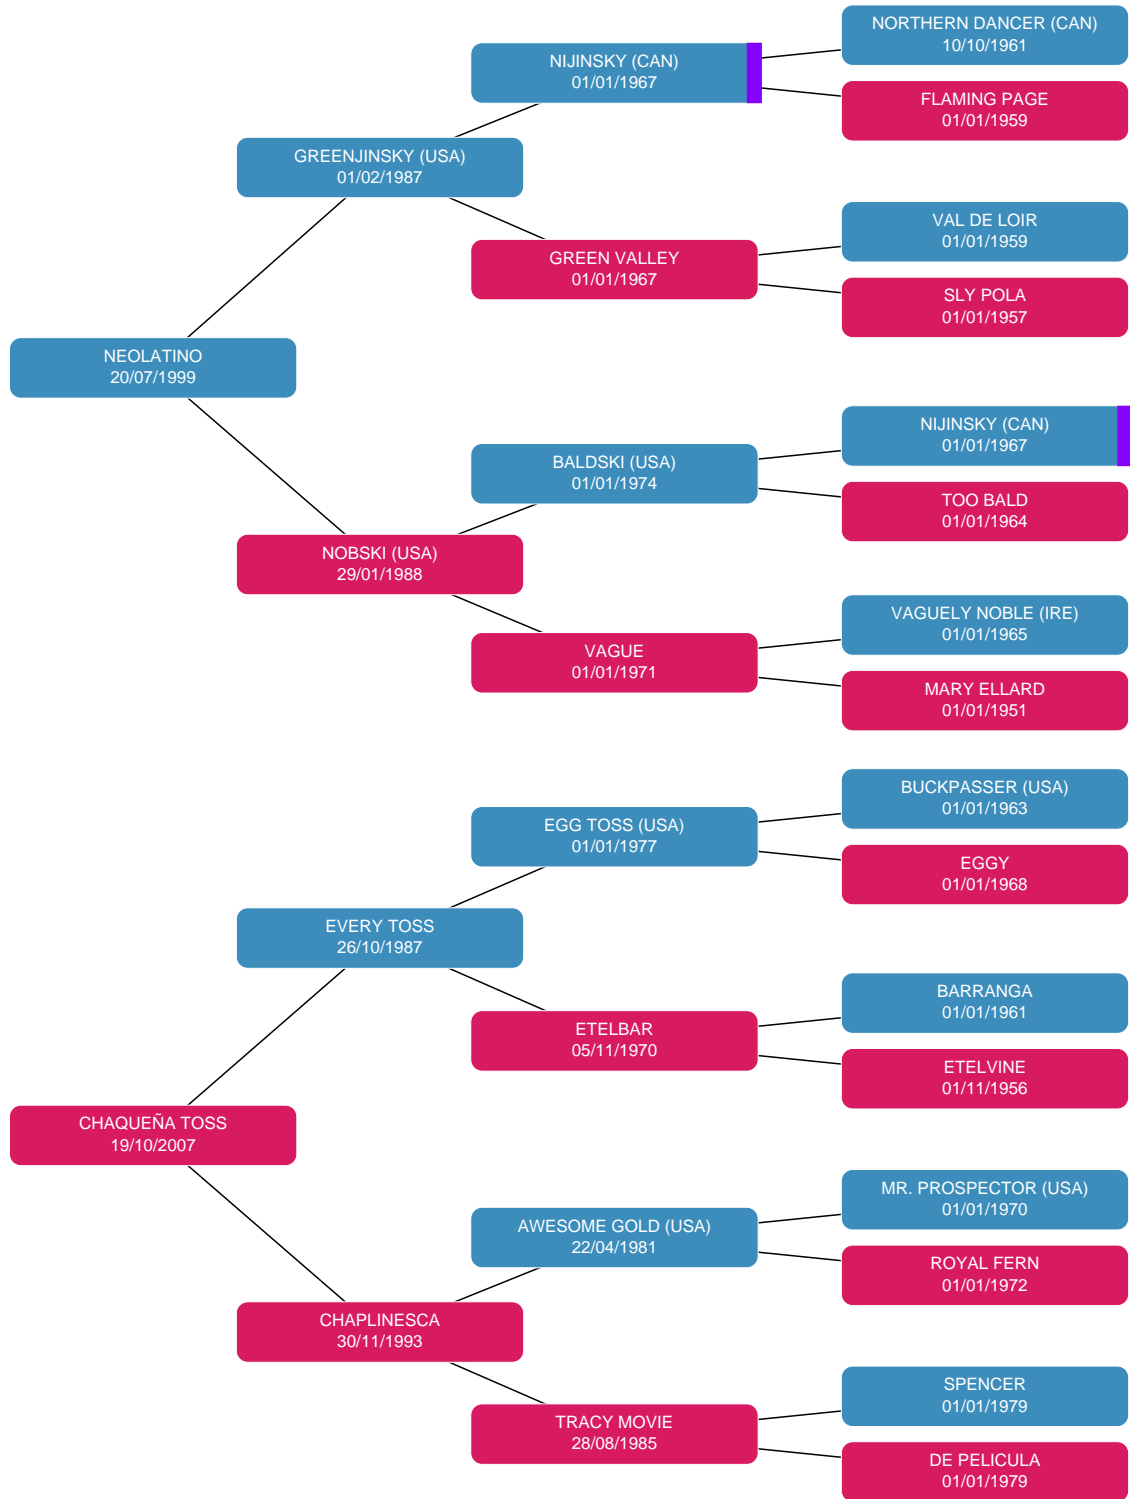 NORTHERN DANCER (CAN)
10/10/1961
NIJINSKY (CAN)
01/01/1967
FLAMING PAGE
01/01/1959
GREENJINSKY (USA)
01/02/1987
VAL DE LOIR
01/01/1959
GREEN VALLEY
01/01/1967
SLY POLA
01/01/1957
NEOLATINO
20/07/1999
NIJINSKY (CAN)
01/01/1967
BALDSKI (USA)
01/01/1974
TOO BALD
01/01/1964
NOBSKI (USA)
29/01/1988
VAGUELY NOBLE (IRE)
01/01/1965
VAGUE
01/01/1971
MARY ELLARD
01/01/1951
BUCKPASSER (USA)
01/01/1963
EGG TOSS (USA)
01/01/1977
EGGY
01/01/1968
EVERY TOSS
26/10/1987
BARRANGA
01/01/1961
ETELBAR
05/11/1970
ETELVINE
01/11/1956
CHAQUEÑA TOSS
19/10/2007
MR. PROSPECTOR (USA)
01/01/1970
AWESOME GOLD (USA)
22/04/1981
ROYAL FERN
01/01/1972
CHAPLINESCA
30/11/1993
SPENCER
01/01/1979
TRACY MOVIE
28/08/1985
DE PELICULA
01/01/1979